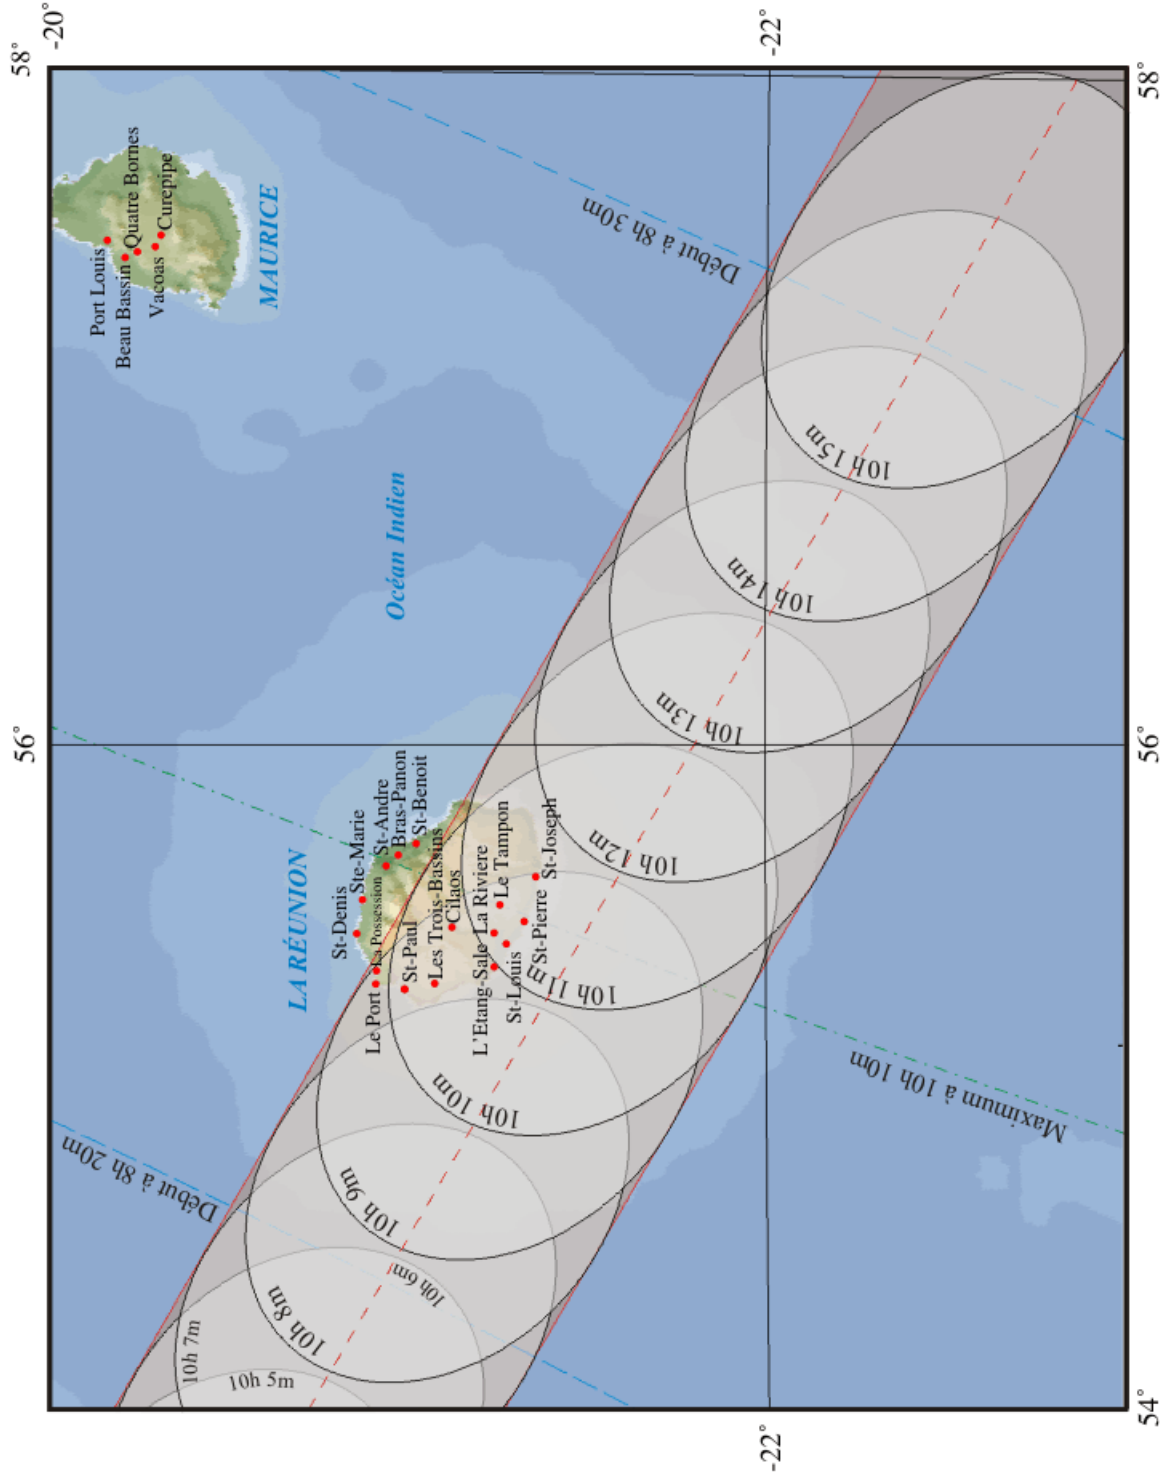 -20°
-22°
58°
58°
Port Louis
Beau Bassin
Quatre Bornes
Vacoas
Curepipe
MAURICE
Début à 8h 30m
Océan Indien
10h 15m
10h 14m
10h 13m
10h 12m
10h 11m
10h 10m
10h 9m
10h 8m
10h 7m
10h 6m
10h 5m
56°
56°
LA RÉUNION
St-Denis
Ste-Marie
La Possession
St-Andre
Bras-Panon
St-Benoit
Le Port
St-Paul
Les Trois-Bassins
Cilaos
L'Etang-Sale
La Riviere
Le Tampon
St-Louis
St-Pierre
St-Joseph
Maximum à 10h 10m
Début à 8h 20m
-22°
54°